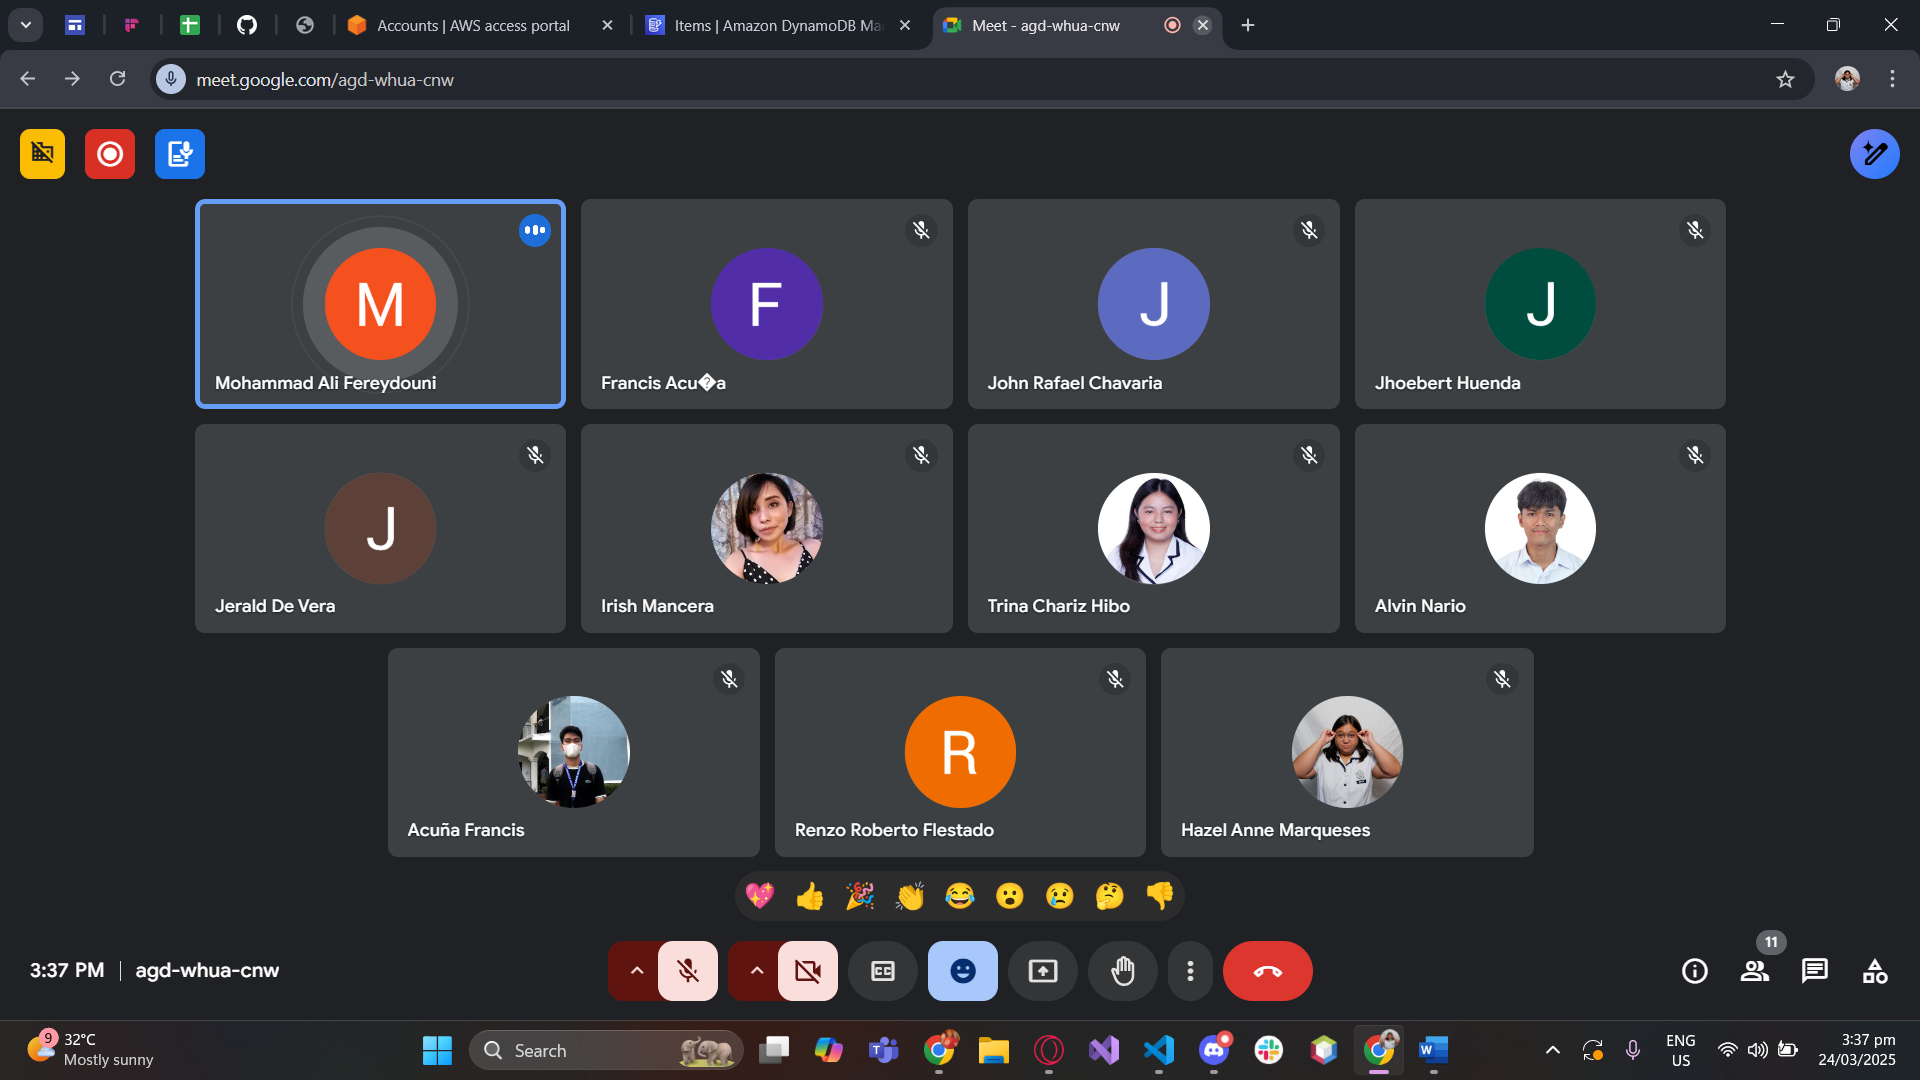 Accounts | AWS access portal
Items | Amazon DynamoDB Ma
Meet - agd-whua-cnw
meet.google.com/agd-whua-cnw
M
Mohammad Ali Fereydouni
F
Francis Acu�a
J
John Rafael Chavaria
J
Jhoebert Huenda
J
Jerald De Vera
Irish Mancera
Trina Chariz Hibo
Alvin Nario
Acuña Francis
R
Renzo Roberto Flestado
Hazel Anne Marqueses
3:37 PM | agd-whua-cnw
CC
11
9
32°C
Mostly sunny
Search
ENG
US
3:37 pm
24/03/2025